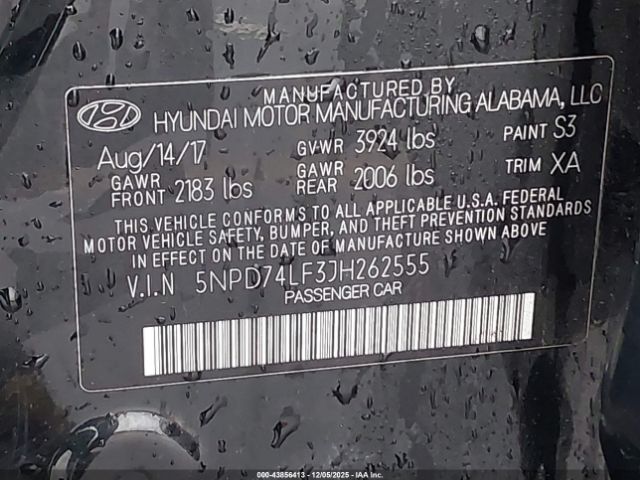 MANUFACTURED BY
HYUNDAI MOTOR MANUFACTURING ALABAMA, LLC
Aug/14/17 GVWR 3924 lbs PAINT S3
GAWR FRONT 2183 lbs GAWR REAR 2006 lbs TRIM XA
THIS VEHICLE CONFORMS TO ALL APPLICABLE U.S.A. FEDERAL
MOTOR VEHICLE SAFETY, BUMPER, AND THEFT PREVENTION STANDARDS
IN EFFECT ON THE DATE OF MANUFACTURE SHOWN ABOVE
V.I.N 5NPD74LF3JH262555
PASSENGER CAR
000-43856413 - 12/05/2025 - IAAI.COM